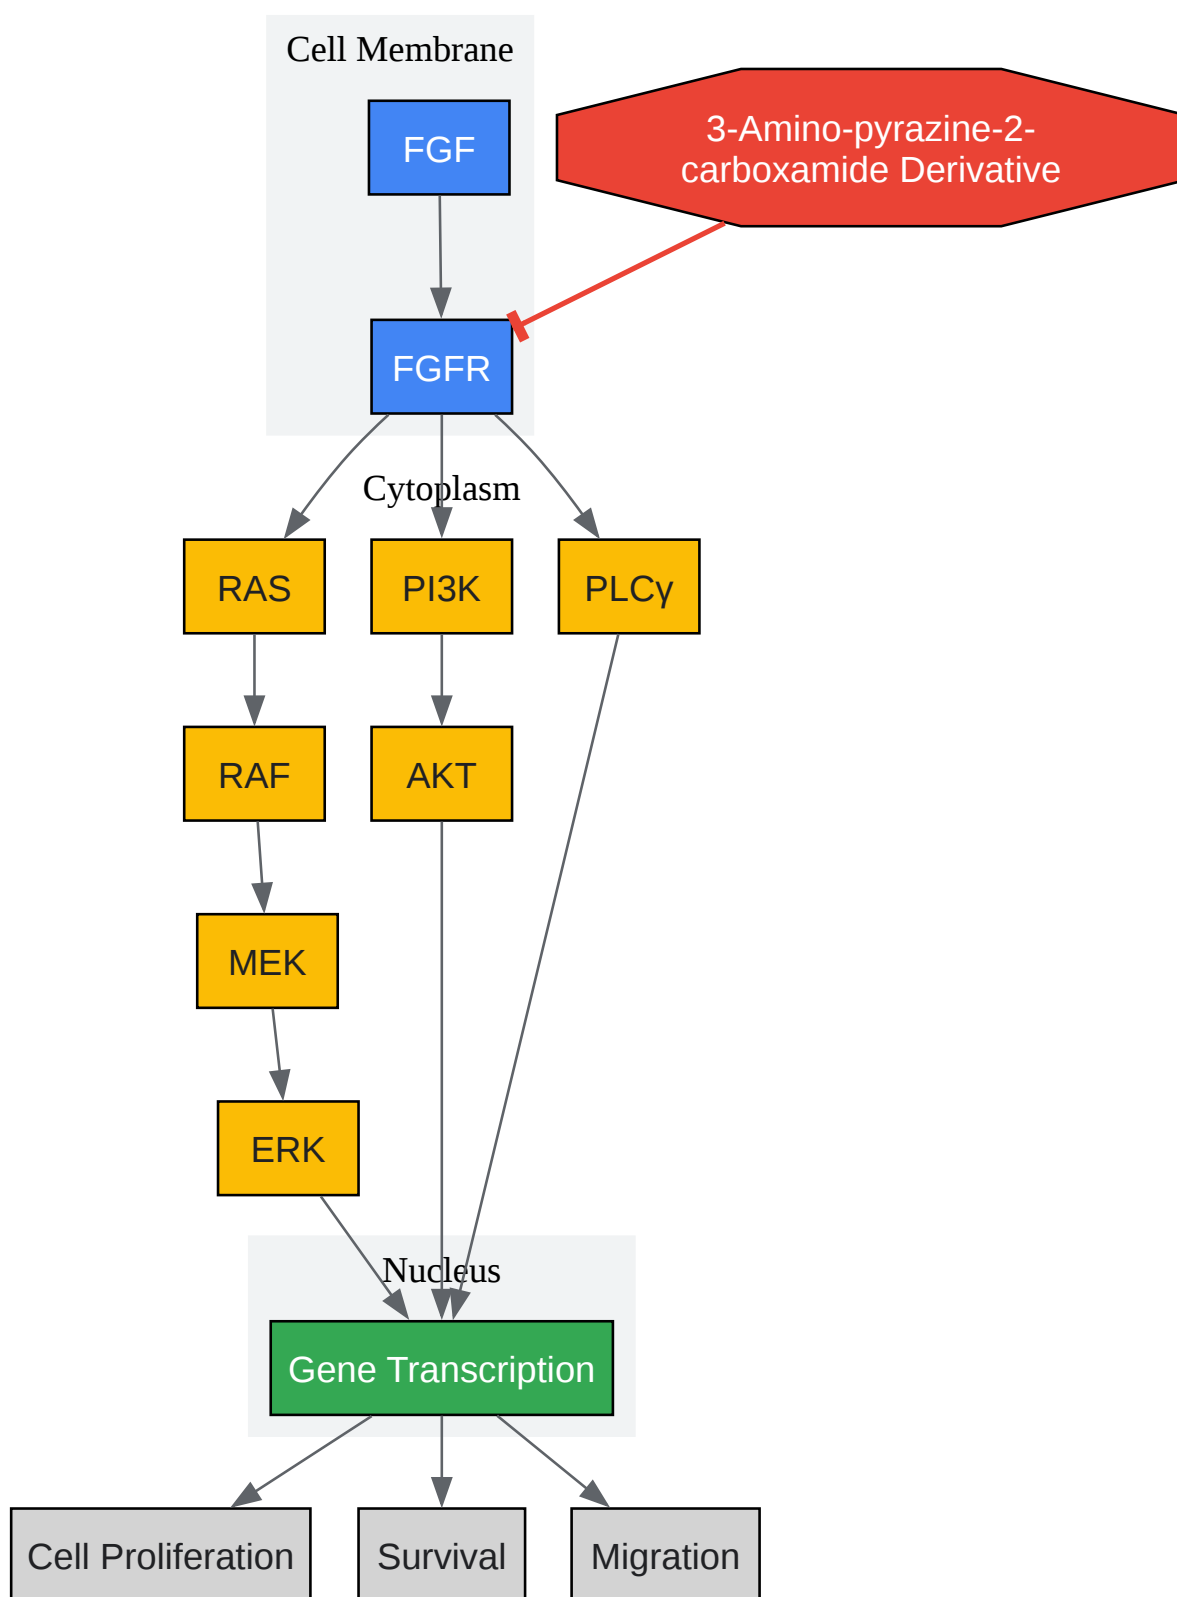 Cell Membrane
FGF
3-Amino-pyrazine-2-
carboxamide Derivative
FGFR
Cytoplasm
RAS
PI3K
PLCγ
RAF
AKT
MEK
ERK
Nucleus
Gene Transcription
Cell Proliferation
Survival
Migration